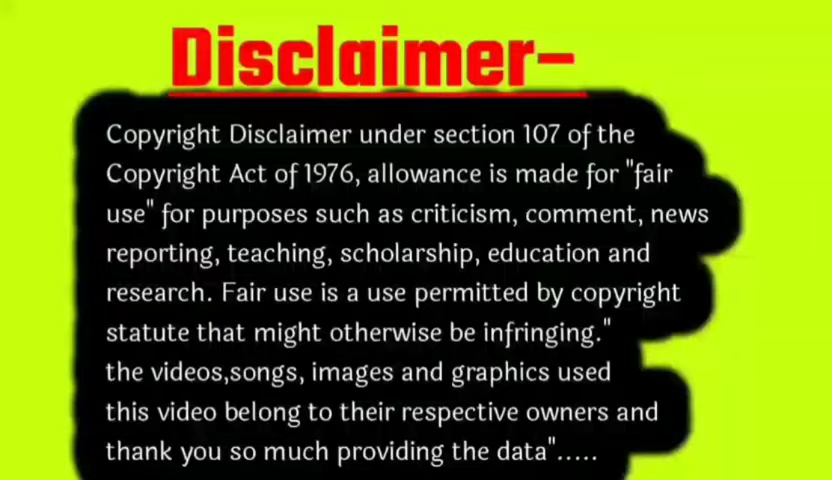 Disclaimer-
Copyright Disclaimer under section 107 of the
Copyright Act of 1976, allowance is made for "fair
use" for purposes such as criticism, comment, news
reporting, teaching, scholarship, education and
research. Fair use is a use permitted by copyright
statute that might otherwise be infringing."
the videos,songs, images and graphics used
this video belong to their respective owners and
thank you so much providing the data".....